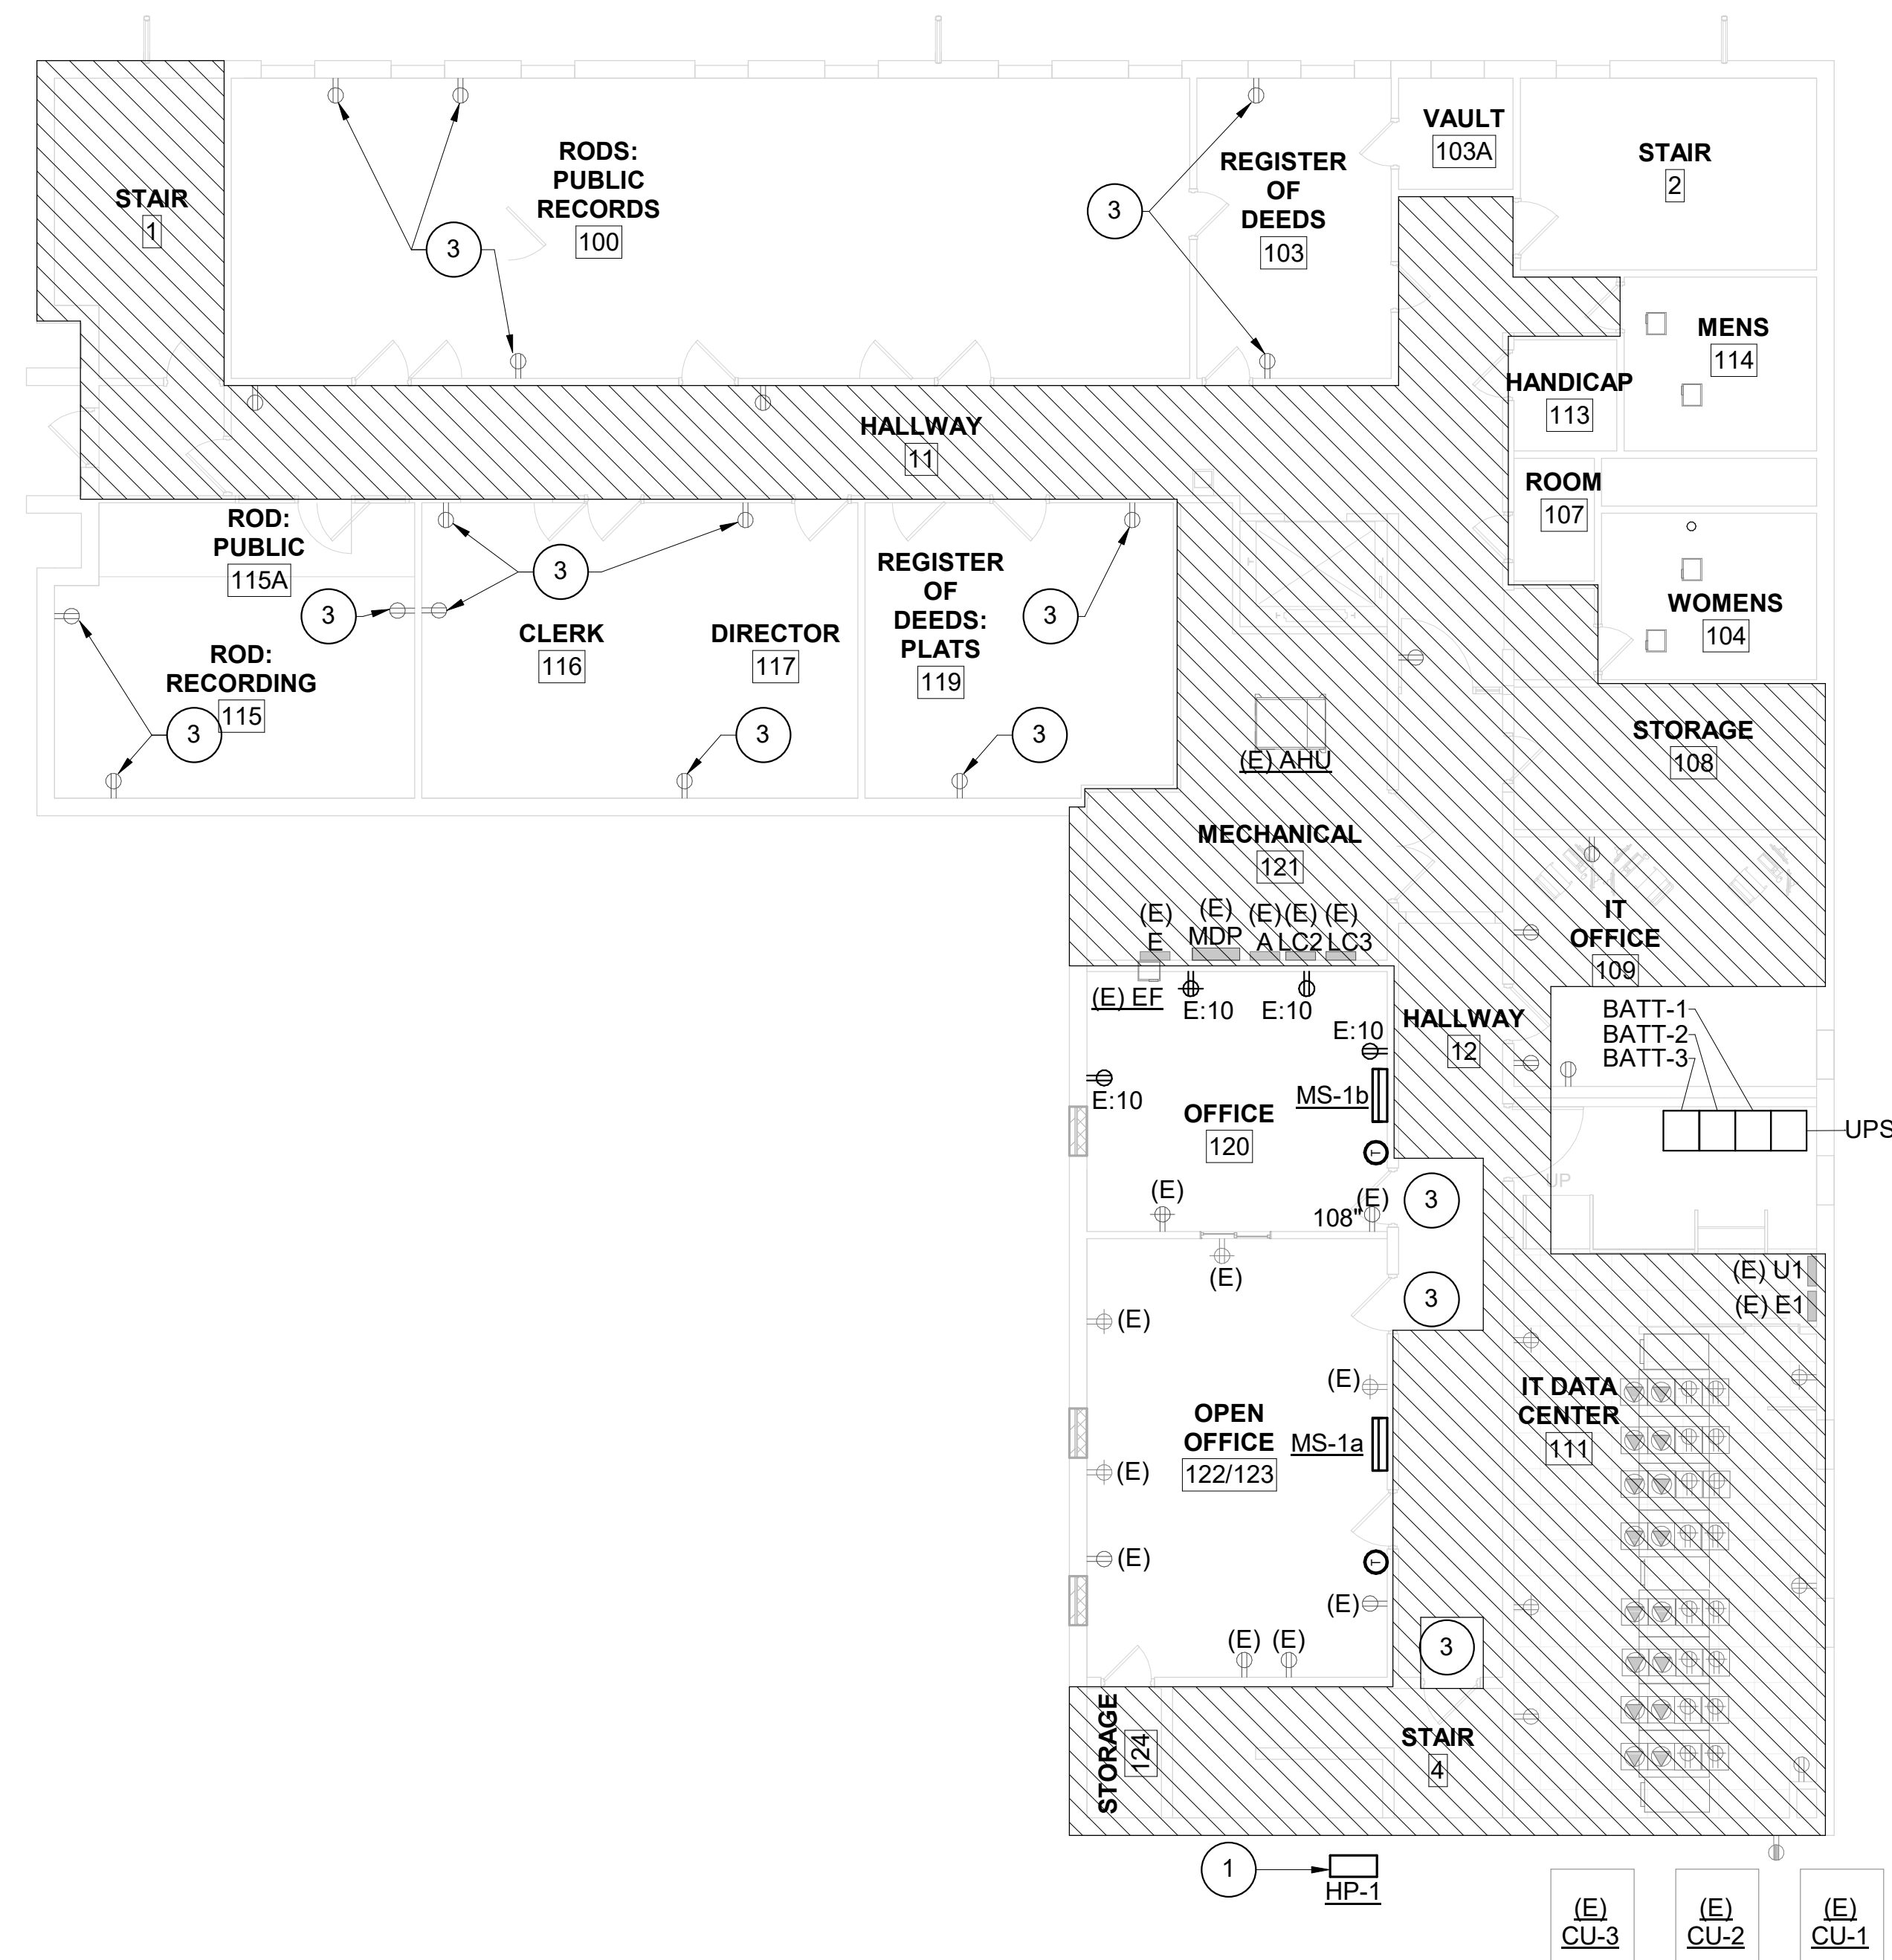 STAIR
1
RODS:
PUBLIC
RECORDS
100
3
3
REGISTER
OF
DEEDS
103
VAULT
103A
STAIR
2
MENS
114
HANDICAP
113
HALLWAY
11
ROOM
107
WOMENS
104
ROD:
PUBLIC
115A
3
ROD:
RECORDING
115
3
3
CLERK
116
DIRECTOR
117
3
REGISTER
OF
DEEDS:
PLATS
119
3
3
(E) AHU
STORAGE
108
MECHANICAL
121
(E)
E
(E)
MDP
(E)
A
(E)
LC2
(E)
LC3
IT
OFFICE
109
(E) EF
E:10
E:10
E:10
E:10
HALLWAY
12
BATT-1
BATT-2
BATT-3
UPS
MS-1b
OFFICE
120
T
UP
(E)
(E)
108"
3
(E)
3
(E) U1
(E) E1
(E)
(E)
OPEN
OFFICE
122/123
MS-1a
IT DATA
CENTER
111
(E)
(E)
T
(E)
(E)
(E)
3
STORAGE
124
STAIR
4
1
HP-1
(E)
CU-3
(E)
CU-2
(E)
CU-1